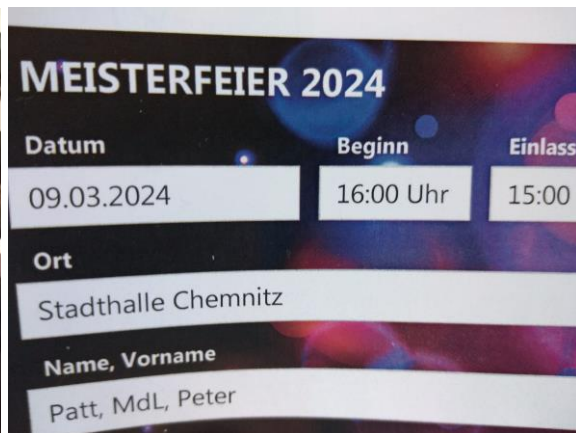 MEISTERFEIER 2024
Datum Beginn Einlass
09.03.2024 16:00 Uhr 15:00
Ort
Stadthalle Chemnitz
Name, Vorname
Patt, MdL, Peter